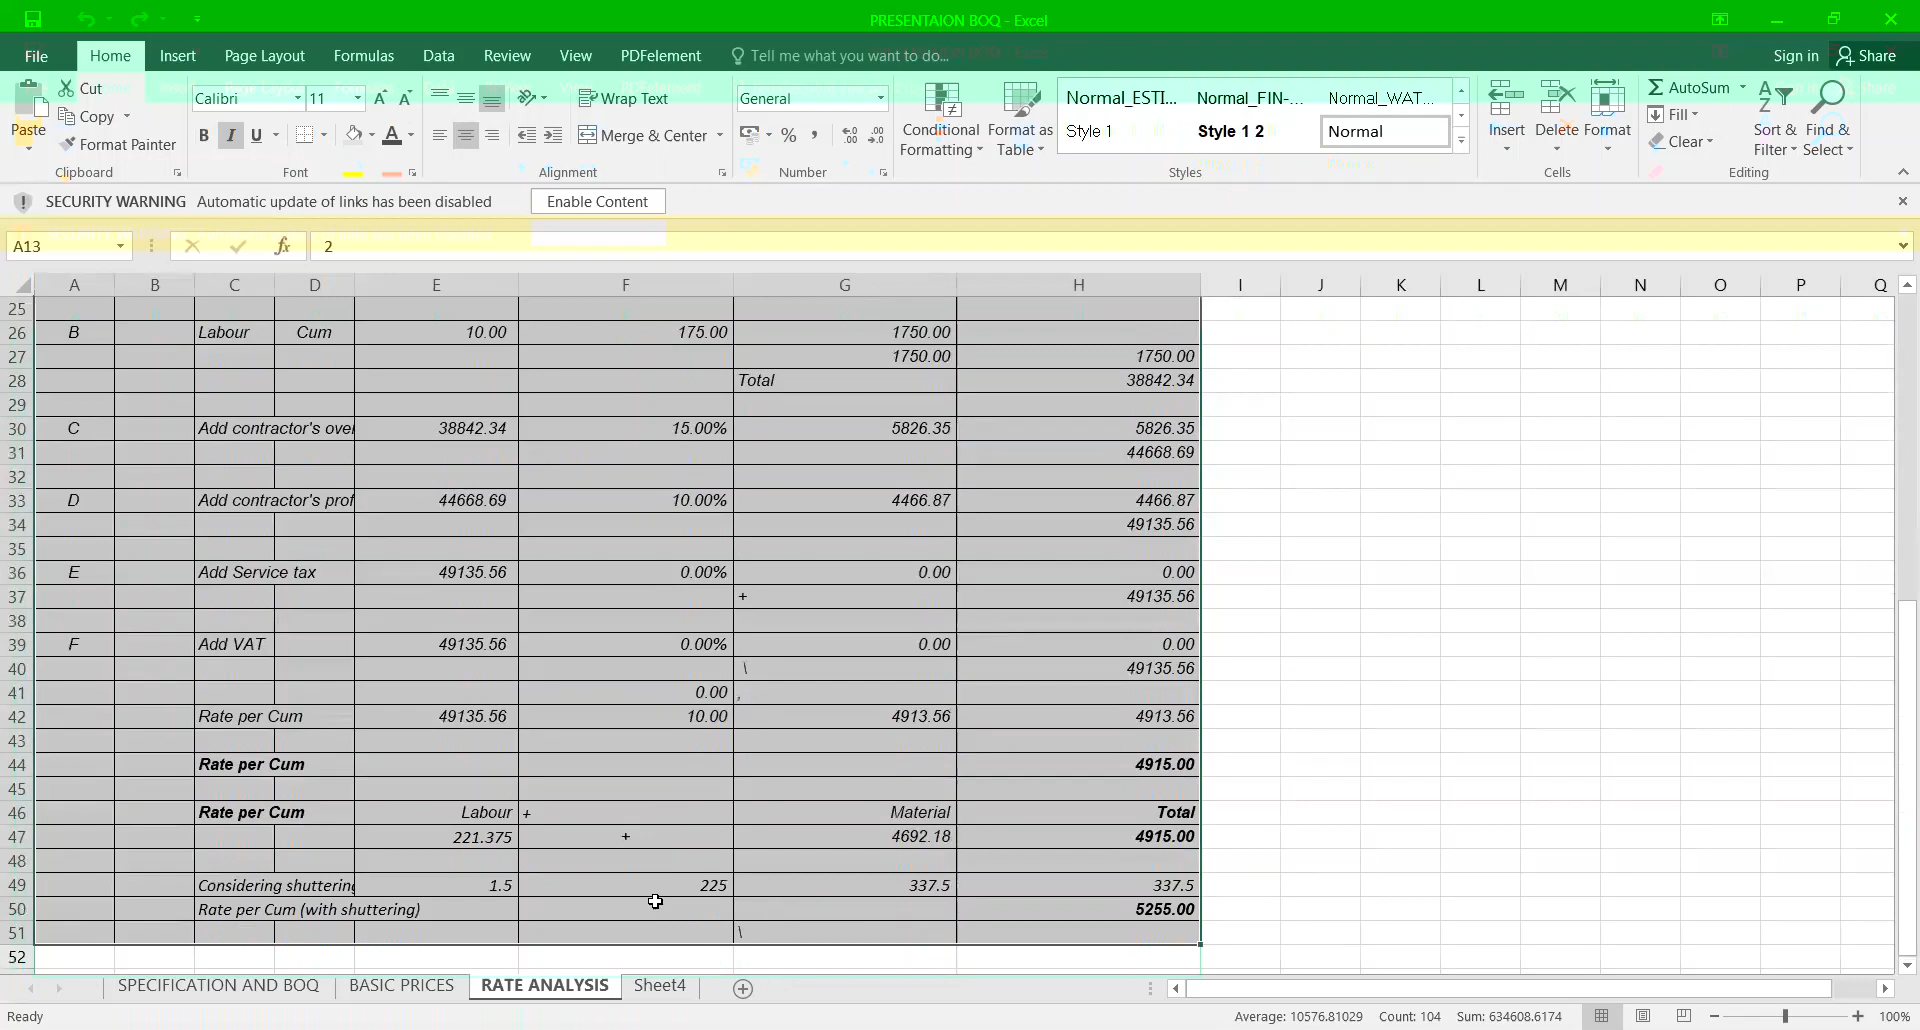 PRESENTAION BOQ - Excel
File Home Insert Page Layout Formulas Data Review View PDFelement Tell me what you want to do... Sign in Share
Paste Cut Copy Format Painter Clipboard
Calibri 11 B I U Font
Wrap Text Merge & Center Alignment
General % , Number
Conditional Formatting Format as Table
Normal_ESTI... Normal_FIN-... Normal_WAT...
Style 1 Style 1 2 Normal
Styles
Insert Delete Format Cells
AutoSum Fill Clear Sort & Filter Find & Select Editing
SECURITY WARNING Automatic update of links has been disabled Enable Content
A13 fx 2
A B C D E F G H I J K L M N O P Q
25
26 B Labour Cum 10.00 175.00 1750.00
27 1750.00 1750.00
28 Total 38842.34
29
30 C Add contractor's ove 38842.34 15.00% 5826.35 5826.35
31 44668.69
32
33 D Add contractor's prof 44668.69 10.00% 4466.87 4466.87
34 49135.56
35
36 E Add Service tax 49135.56 0.00% 0.00 0.00
37 + 49135.56
38
39 F Add VAT 49135.56 0.00% 0.00 0.00
40 \ 49135.56
41 0.00 ,
42 Rate per Cum 49135.56 10.00 4913.56 4913.56
43
44 Rate per Cum 4915.00
45
46 Rate per Cum Labour + Material Total
47 221.375 + 4692.18 4915.00
48
49 Considering shuttering 1.5 225 337.5 337.5
50 Rate per Cum (with shuttering) 5255.00
51 \
52
SPECIFICATION AND BOQ BASIC PRICES RATE ANALYSIS Sheet4
Ready Average: 10576.81029 Count: 104 Sum: 634608.6174 100%